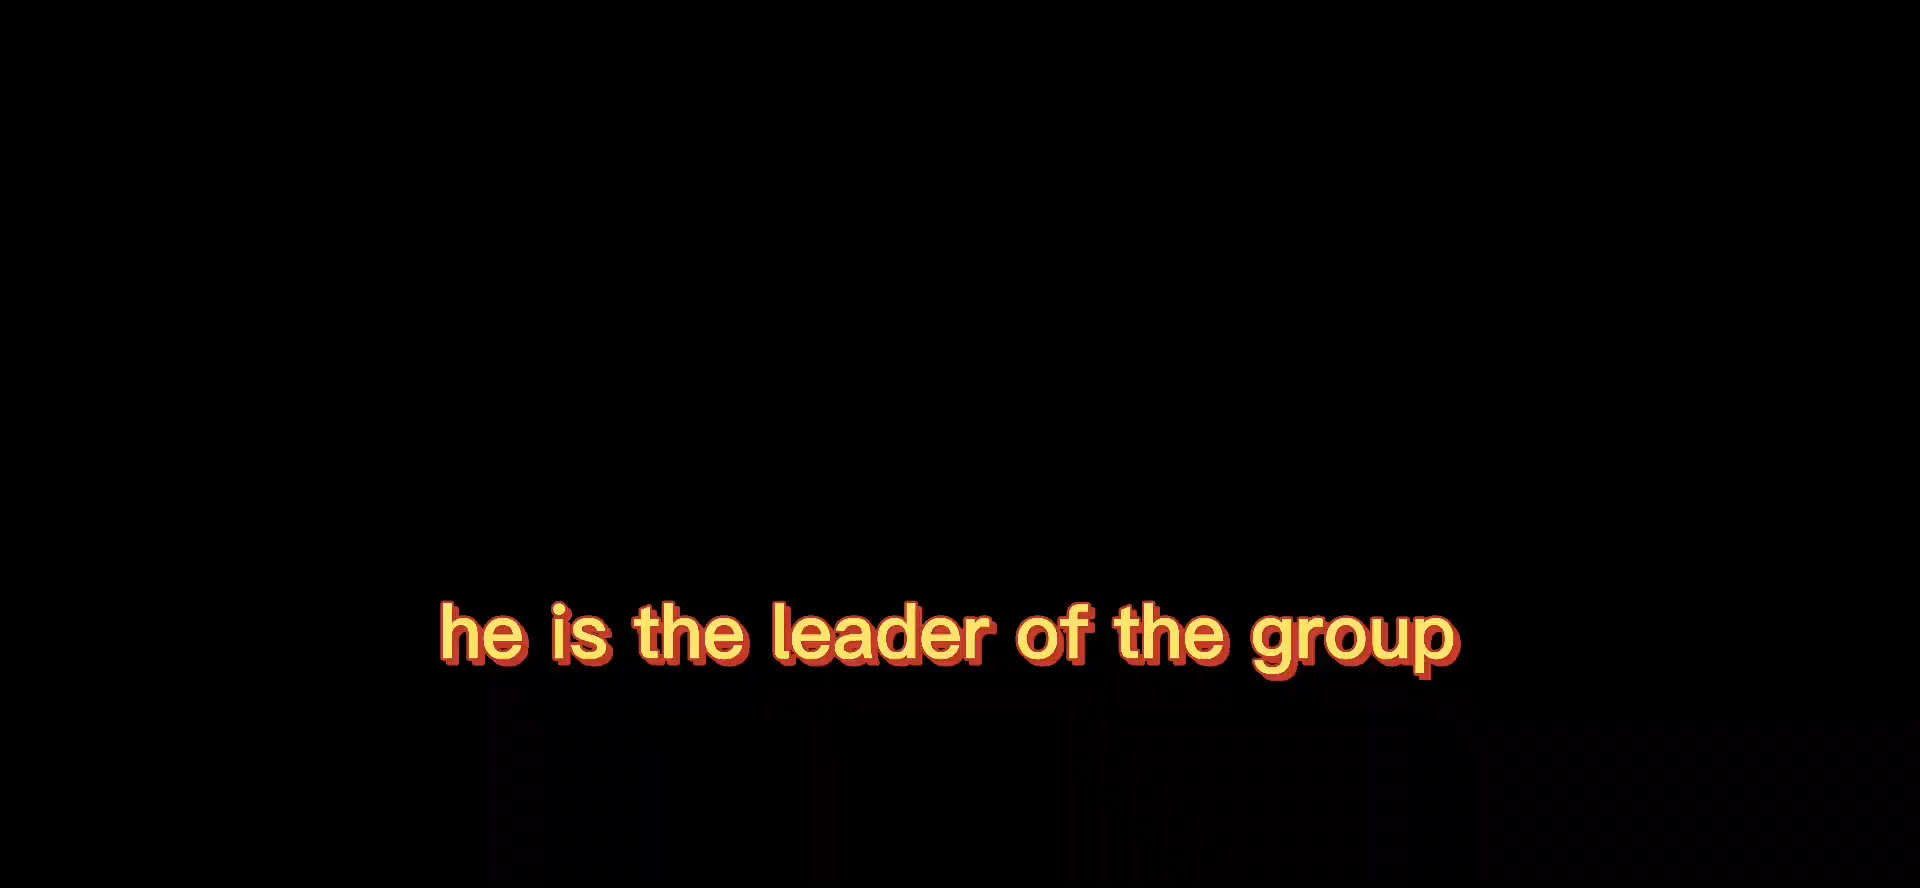 he is the leader of the group